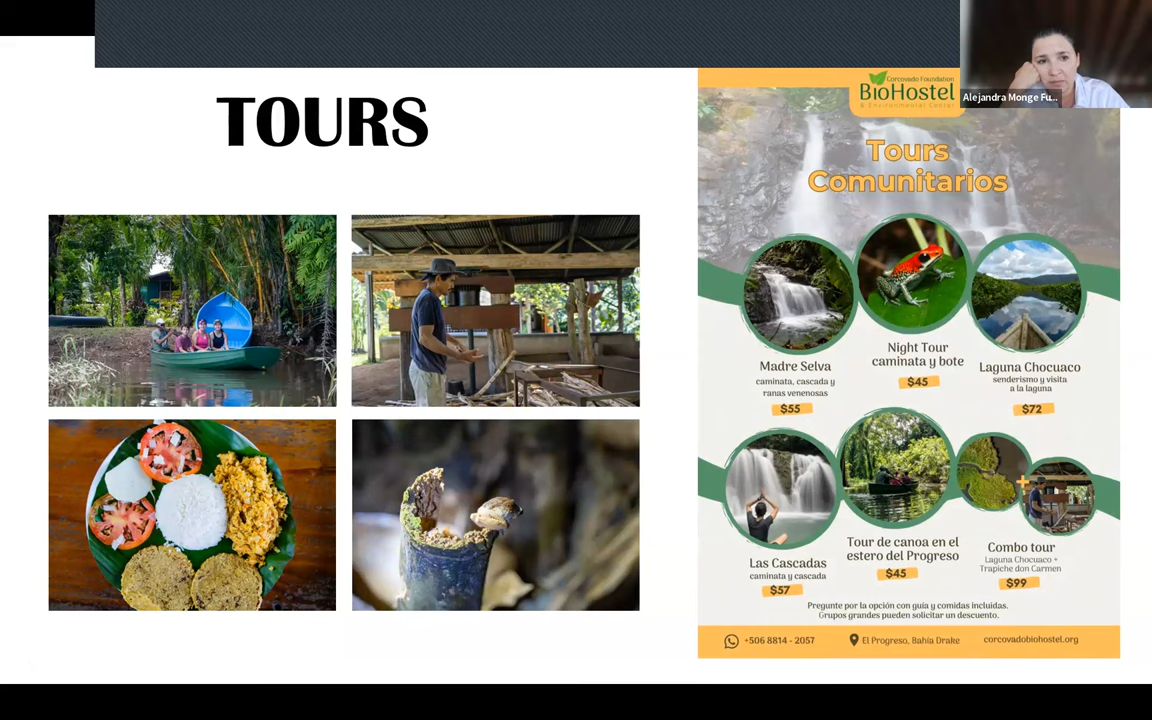 TOURS
Corcovado Foundation
BioHostel
& Environmental Center
Alejandra Monge Fu...
Tours
Comunitarios
Madre Selva
caminata, cascada y
ranas venenosas
$55
Night Tour
caminata y bote
$45
Laguna Chocuaco
senderismo y visita
a la laguna
$72
Las Cascadas
caminata y cascada
$57
Tour de canoa en el
estero del Progreso
$45
+
Combo tour
Laguna Chocuaco +
Trapiche don Carmen
$99
Pregunte por la opción con guía y comidas incluidas.
Grupos grandes pueden solicitar un descuento.
+506 8814 - 2057
El Progreso, Bahía Drake
corcovadobiohostel.org